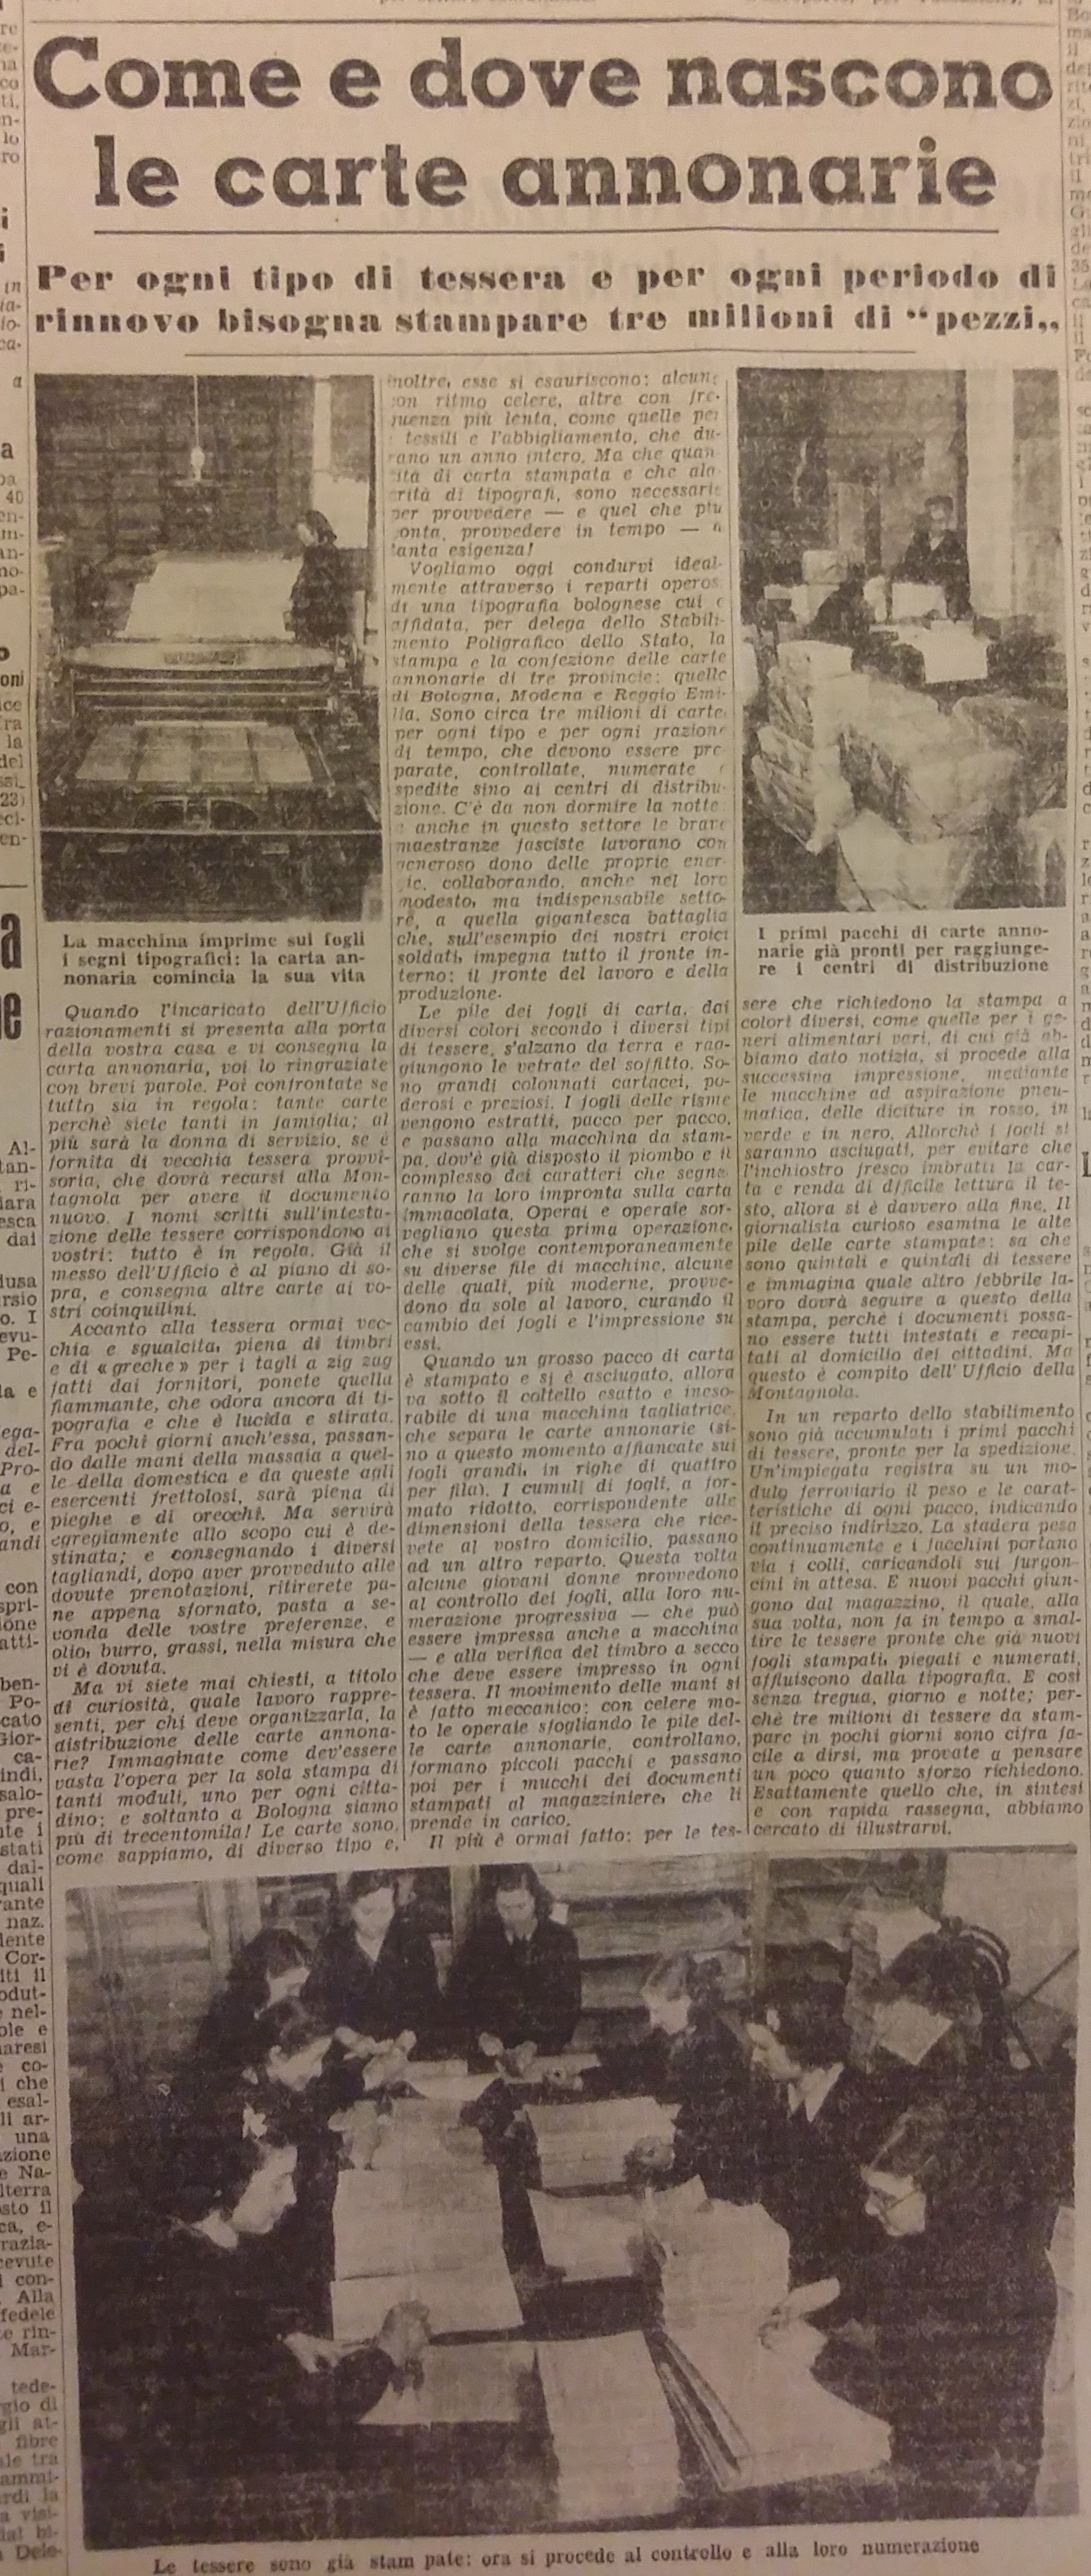 Come e dove nascono
le carte annonarie
Per ogni tipo di tessera e per ogni periodo di
rinnovo bisogna stampare tre milioni di "pezzi„
La macchina imprime sui fogli
i segni tipografici: la carta an-
nonaria comincia la sua vita
Quando l'incaricato dell'Ufficio
razionamenti si presenta alla porta
della vostra casa e vi consegna la
carta annonaria, voi lo ringraziate
con brevi parole. Poi confrontate se
tutto sia in regola: tante carte
perchè siete tanti in famiglia; al
più sarà la donna di servizio, se è
fornita di vecchia tessera provvi-
soria, che dovrà recarsi alla Mon-
tagnola per avere il documento
nuovo. I nomi scritti sull'intesta-
zione delle tessere corrispondono ai
vostri: tutto è in regola. Già il
messo dell'Ufficio è al piano di so-
pra, e consegna altre carte ai vo-
stri coinquilini.
Accanto alla tessera ormai vec-
chia e sgualcita, piena di timbri
e di «greche» per i tagli a zig zag
fatti dai fornitori, ponete quella
fiammante, che odora ancora di ti-
pografia e che è lucida e stirata.
Fra pochi giorni anch'essa, passan-
do dalle mani della massaia a quel-
le della domestica e da queste agli
esercenti frettolosi, sarà piena di
pieghe e di orecchi. Ma servirà
egregiamente allo scopo cui è de-
stinata; e consegnando i diversi
tagliandi, dopo aver provveduto alle
dovute prenotazioni, ritirerete pa-
ne appena sfornato, pasta a se-
conda delle vostre preferenze, e
olio, burro, grassi, nella misura che
vi è dovuta.
Ma vi siete mai chiesti, a titolo
di curiosità, quale lavoro rappre-
senti, per chi deve organizzarla, la
distribuzione delle carte annona-
rie? Immaginate come dev'essere
vasta l'opera per la sola stampa di
tanti moduli, uno per ogni citta-
dino; e soltanto a Bologna siamo
più di trecentomila! Le carte sono,
come sappiamo, di diverso tipo e,
inoltre, esse si esauriscono: alcune
con ritmo celere, altre con fre-
quenza più lenta, come quelle per
i tessili e l'abbigliamento, che du-
rano un anno intero. Ma che quan
tità di carta stampata e che ala
crità di tipografi, sono necessarie
per provvedere — e quel che più
conta, provvedere in tempo — a
tanta esigenza!
Vogliamo oggi condurvi ideal-
mente attraverso i reparti operosi
di una tipografia bolognese cui è
affidata, per delega dello Stabili-
mento Poligrafico dello Stato, la
stampa e la confezione delle carte
annonarie di tre provincie: quelle
di Bologna, Modena e Reggio Emi-
lia. Sono circa tre milioni di carte
per ogni tipo e per ogni frazione
di tempo, che devono essere pre
parate, controllate, numerate e
spedite sino ai centri di distribu-
zione. C'è da non dormire la notte:
e anche in questo settore le brave
maestranze fasciste lavorano con
generoso dono delle proprie ener-
gie, collaborando, anche nel loro
modesto, ma indispensabile setto-
re, a quella gigantesca battaglia
che, sull'esempio dei nostri eroici
soldati, impegna tutto il fronte in-
terno: il fronte del lavoro e della
produzione.
Le pile dei fogli di carta, dai
diversi colori secondo i diversi tipi
di tessere, s'alzano da terra e rag-
giungono le vetrate del soffitto. So-
no grandi colonnati cartacei, po-
derosi e preziosi. I fogli delle risme
vengono estratti, pacco per pacco,
e passano alla macchina da stam-
pa, dov'è già disposto il piombo e il
complesso dei caratteri che segne-
ranno la loro impronta sulla carta
immacolata. Operai e operaie sor-
vegliano questa prima operazione,
che si svolge contemporaneamente
su diverse file di macchine, alcune
delle quali, più moderne, provve-
dono da sole al lavoro, curando il
cambio dei fogli e l'impressione su
essi.
Quando un grosso pacco di carta
è stampato e si è asciugato, allora
va sotto il coltello esatto e ineso-
rabile di una macchina tagliatrice,
che separa le carte annonarie (si-
no a questo momento affiancate sui
fogli grandi, in righe di quattro
per fila). I cumuli di fogli, a for-
mato ridotto, corrispondente alle
dimensioni della tessera che rice-
vete al vostro domicilio, passano
ad un altro reparto. Questa volta
alcune giovani donne provvedono
al controllo dei fogli, alla loro nu-
merazione progressiva — che può
essere impressa anche a macchina
— e alla verifica del timbro a secco
che deve essere impresso in ogni
tessera. Il movimento delle mani si
è fatto meccanico: con celere mo-
to le operaie sfogliando le pile del-
le carte annonarie, controllano,
formano piccoli pacchi e passano
poi per i mucchi dei documenti
stampati al magazziniere, che li
prende in carico.
Il più è ormai fatto: per le tes-
I primi pacchi di carte anno-
narie già pronti per raggiunge-
re i centri di distribuzione
sere che richiedono la stampa a
colori diversi, come quelle per i ge-
neri alimentari vari, di cui già ab-
biamo dato notizia, si procede alla
successiva impressione, mediante
le macchine ad aspirazione pneu-
matica, delle diciture in rosso, in
verde e in nero. Allorchè i fogli si
saranno asciugati, per evitare che
l'inchiostro fresco imbratti la car-
ta e renda di difficile lettura il te-
sto, allora si è davvero alla fine. Il
giornalista curioso esamina le alte
pile delle carte stampate: sa che
sono quintali e quintali di tessere
e immagina quale altro febbrile la-
voro dovrà seguire a questo della
stampa, perchè i documenti possa-
no essere tutti intestati e recapi-
tati al domicilio dei cittadini. Ma
questo è compito dell'Ufficio della
Montagnola.
In un reparto dello stabilimento
sono già accumulati i primi pacchi
di tessere, pronte per la spedizione.
Un'impiegata registra su un mo-
dulo ferroviario il peso e le carat-
teristiche di ogni pacco, indicando
il preciso indirizzo. La stadera pesa
continuamente e i facchini portano
via i colli, caricandoli sui furgon-
cini in attesa. E nuovi pacchi giun-
gono dal magazzino, il quale, alla
sua volta, non fa in tempo a smal-
tire le tessere pronte che già nuovi
fogli stampati, piegati e numerati,
affluiscono dalla tipografia. E così
senza tregua, giorno e notte; per-
chè tre milioni di tessere da stam-
pare in pochi giorni sono cifra fa-
cile a dirsi, ma provate a pensare
un poco quanto sforzo richiedono.
Esattamente quello che, in sintesi
e con rapida rassegna, abbiamo
cercato di illustrarvi.
Le tessere sono già stam pate: ora si procede al controllo e alla loro numerazione